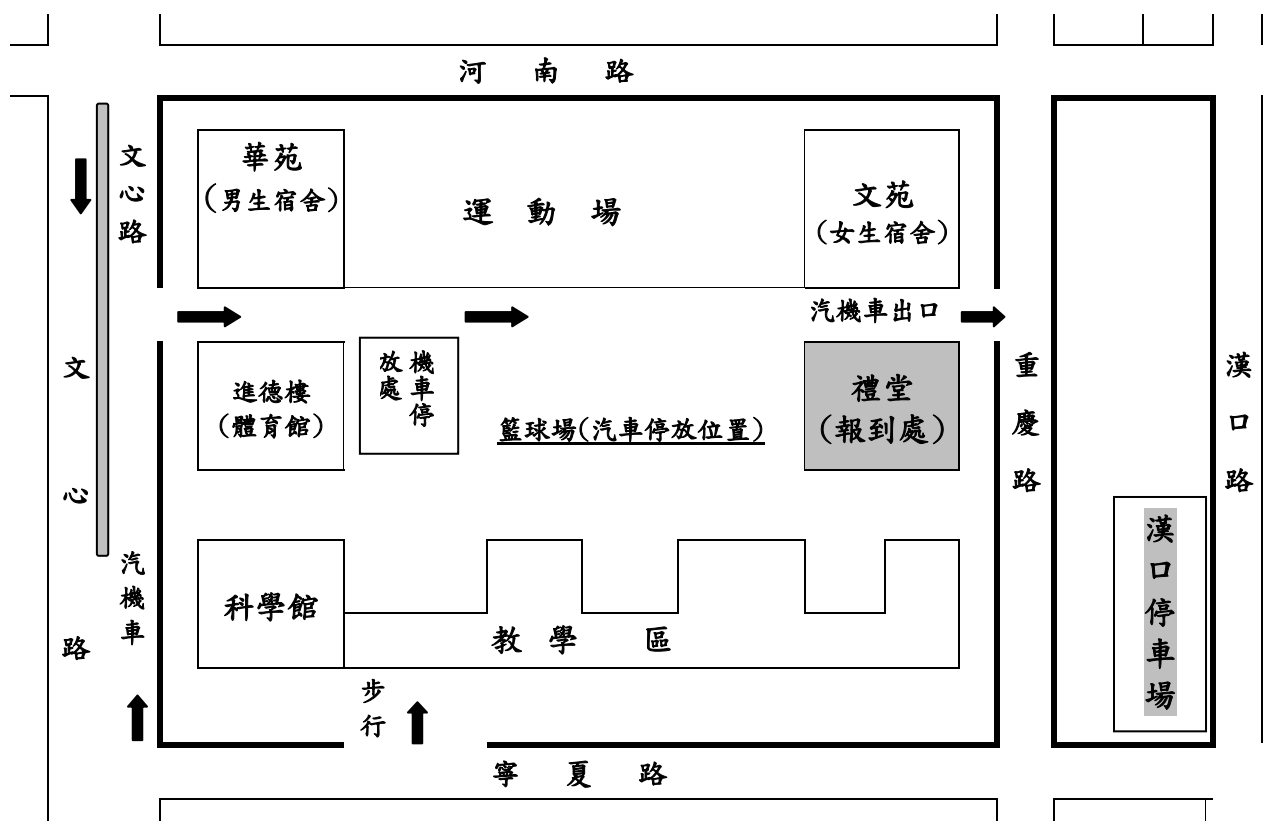 河南路
文心路
華苑
(男生宿舍)
運動場
文苑
(女生宿舍)
汽機車出口
文心路
進德樓
(體育館)
機車停
放處
籃球場(汽車停放位置)
禮堂
(報到處)
重慶路
漢口路
汽機車
科學館
教學區
漢口停車場
步行
寧夏路